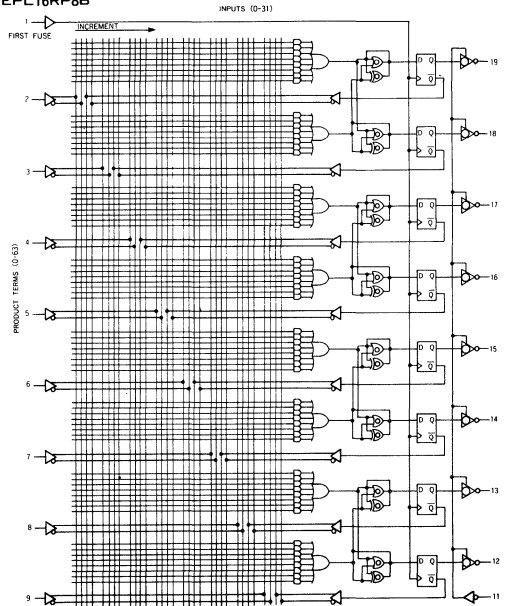 EPL16RP8B
INPUTS (0-31)
1
INCREMENT
FIRST FUSE
D Q
Q
19
2
D Q
Q
18
3
D Q
Q
17
4
PRODUCT TERMS (0-63)
D Q
Q
16
5
D Q
Q
15
6
D Q
Q
14
7
D Q
Q
13
8
D Q
Q
12
9
11